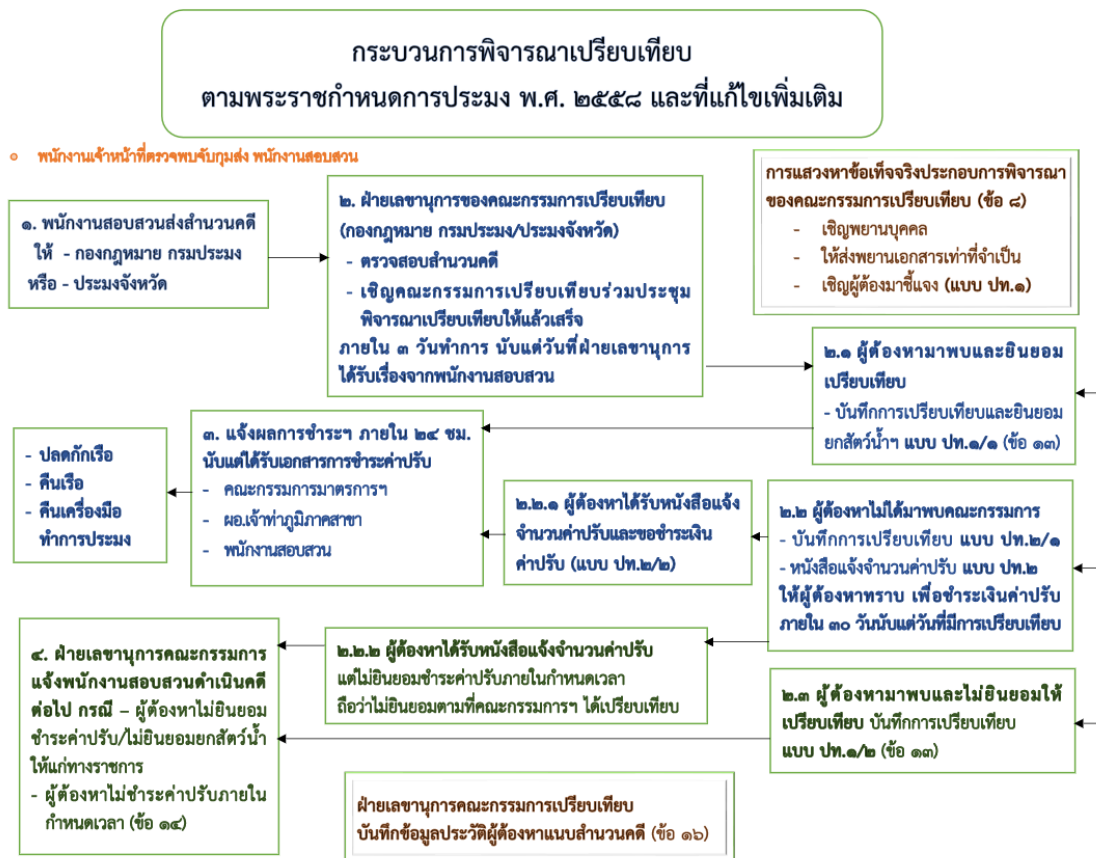 กระบวนการพิจารณาเปรียบเทียบ
ตามพระราชกำหนดการประมง พ.ศ. ๒๕๕๘ และที่แก้ไขเพิ่มเติม
พนักงานเจ้าหน้าที่ตรวจพบจับกุมส่ง พนักงานสอบสวน
๑. พนักงานสอบสวนส่งสำนวนคดี
ให้ - กองกฎหมาย กรมประมง
หรือ - ประมงจังหวัด
๒. ฝ่ายเลขานุการของคณะกรรมการเปรียบเทียบ
(กองกฎหมาย กรมประมง/ประมงจังหวัด)
- ตรวจสอบสำนวนคดี
- เชิญคณะกรรมการเปรียบเทียบร่วมประชุม
พิจารณาเปรียบเทียบให้แล้วเสร็จ
ภายใน ๓ วันทำการ นับแต่วันที่ฝ่ายเลขานุการ
ได้รับเรื่องจากพนักงานสอบสวน
การแสวงหาข้อเท็จจริงประกอบการพิจารณา
ของคณะกรรมการเปรียบเทียบ (ข้อ ๘)
- เชิญพยานบุคคล
- ให้ส่งพยานเอกสารเท่าที่จำเป็น
- เชิญผู้ต้องมาชี้แจง (แบบ ปท.๑)
๒.๑ ผู้ต้องหามาพบและยินยอม
เปรียบเทียบ
- บันทึกการเปรียบเทียบและยินยอม
ยกสัตว์น้ำฯ แบบ ปท.๑/๑ (ข้อ ๑๓)
๓. แจ้งผลการชำระฯ ภายใน ๒๔ ชม.
นับแต่ได้รับเอกสารการชำระค่าปรับ
- คณะกรรมการมาตรการฯ
- ผอ.เจ้าท่าภูมิภาคสาขา
- พนักงานสอบสวน
- ปลดกักเรือ
- คืนเรือ
- คืนเครื่องมือ
ทำการประมง
๒.๒.๑ ผู้ต้องหาได้รับหนังสือแจ้ง
จำนวนค่าปรับและขอชำระเงิน
ค่าปรับ (แบบ ปท.๒/๒)
๒.๒ ผู้ต้องหาไม่ได้มาพบคณะกรรมการ
- บันทึกการเปรียบเทียบ แบบ ปท.๒/๑
- หนังสือแจ้งจำนวนค่าปรับ แบบ ปท.๒
ให้ผู้ต้องหาทราบ เพื่อชำระเงินค่าปรับ
ภายใน ๓๐ วันนับแต่วันที่มีการเปรียบเทียบ
๔. ฝ่ายเลขานุการคณะกรรมการ
แจ้งพนักงานสอบสวนดำเนินคดี
ต่อไป กรณี – ผู้ต้องหาไม่ยินยอม
ชำระค่าปรับ/ไม่ยินยอมยกสัตว์น้ำ
ให้แก่ทางราชการ
- ผู้ต้องหาไม่ชำระค่าปรับภายใน
กำหนดเวลา (ข้อ ๑๔)
๒.๒.๒ ผู้ต้องหาได้รับหนังสือแจ้งจำนวนค่าปรับ
แต่ไม่ยินยอมชำระค่าปรับภายในกำหนดเวลา
ถือว่าไม่ยินยอมตามที่คณะกรรมการฯ ได้เปรียบเทียบ
๒.๓ ผู้ต้องหามาพบและไม่ยินยอมให้
เปรียบเทียบ บันทึกการเปรียบเทียบ
แบบ ปท.๑/๒ (ข้อ ๑๓)
ฝ่ายเลขานุการคณะกรรมการเปรียบเทียบ
บันทึกข้อมูลประวัติผู้ต้องหาแนบสำนวนคดี (ข้อ ๑๖)